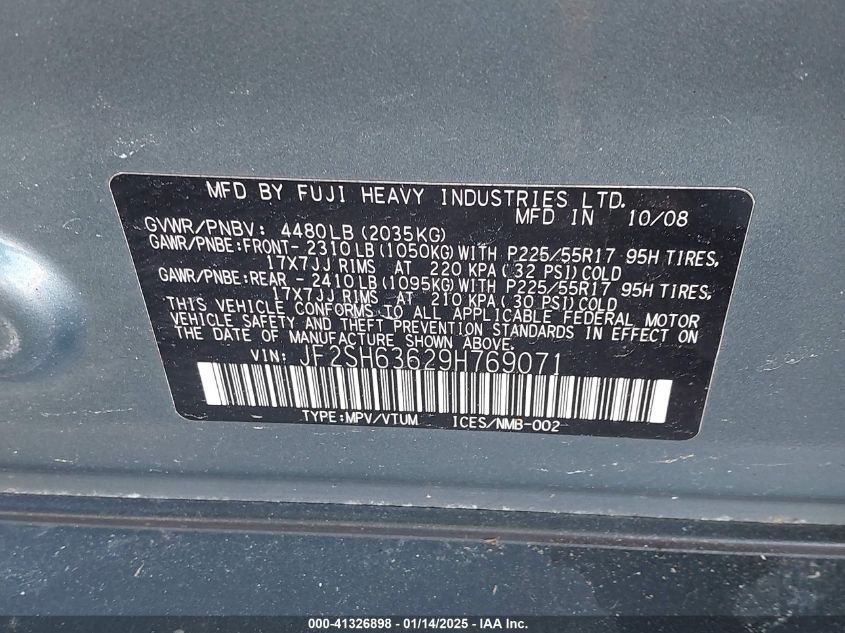 MFD BY FUJI HEAVY INDUSTRIES LTD.
MFD IN 10/08
GVWR/PNBV: 4480LB (2035KG)
GAWR/PNBE:FRONT- 2310LB (1050KG) WITH P225/55R17 95H TIRES,
17X7JJ RIMS AT 220 KPA (32 PSI) COLD
GAWR/PNBE:REAR - 2410LB (1095KG) WITH P225/55R17 95H TIRES,
17X7JJ RIMS AT 210 KPA (30 PSI) COLD
THIS VEHICLE CONFORMS TO ALL APPLICABLE FEDERAL MOTOR
VEHICLE SAFETY AND THEFT PREVENTION STANDARDS IN EFFECT ON
THE DATE OF MANUFACTURE SHOWN ABOVE.
VIN: JF2SH63629H769071
TYPE:MPV/VTUM ICES/NMB-002
000-41326898 - 01/14/2025 - IAA Inc.